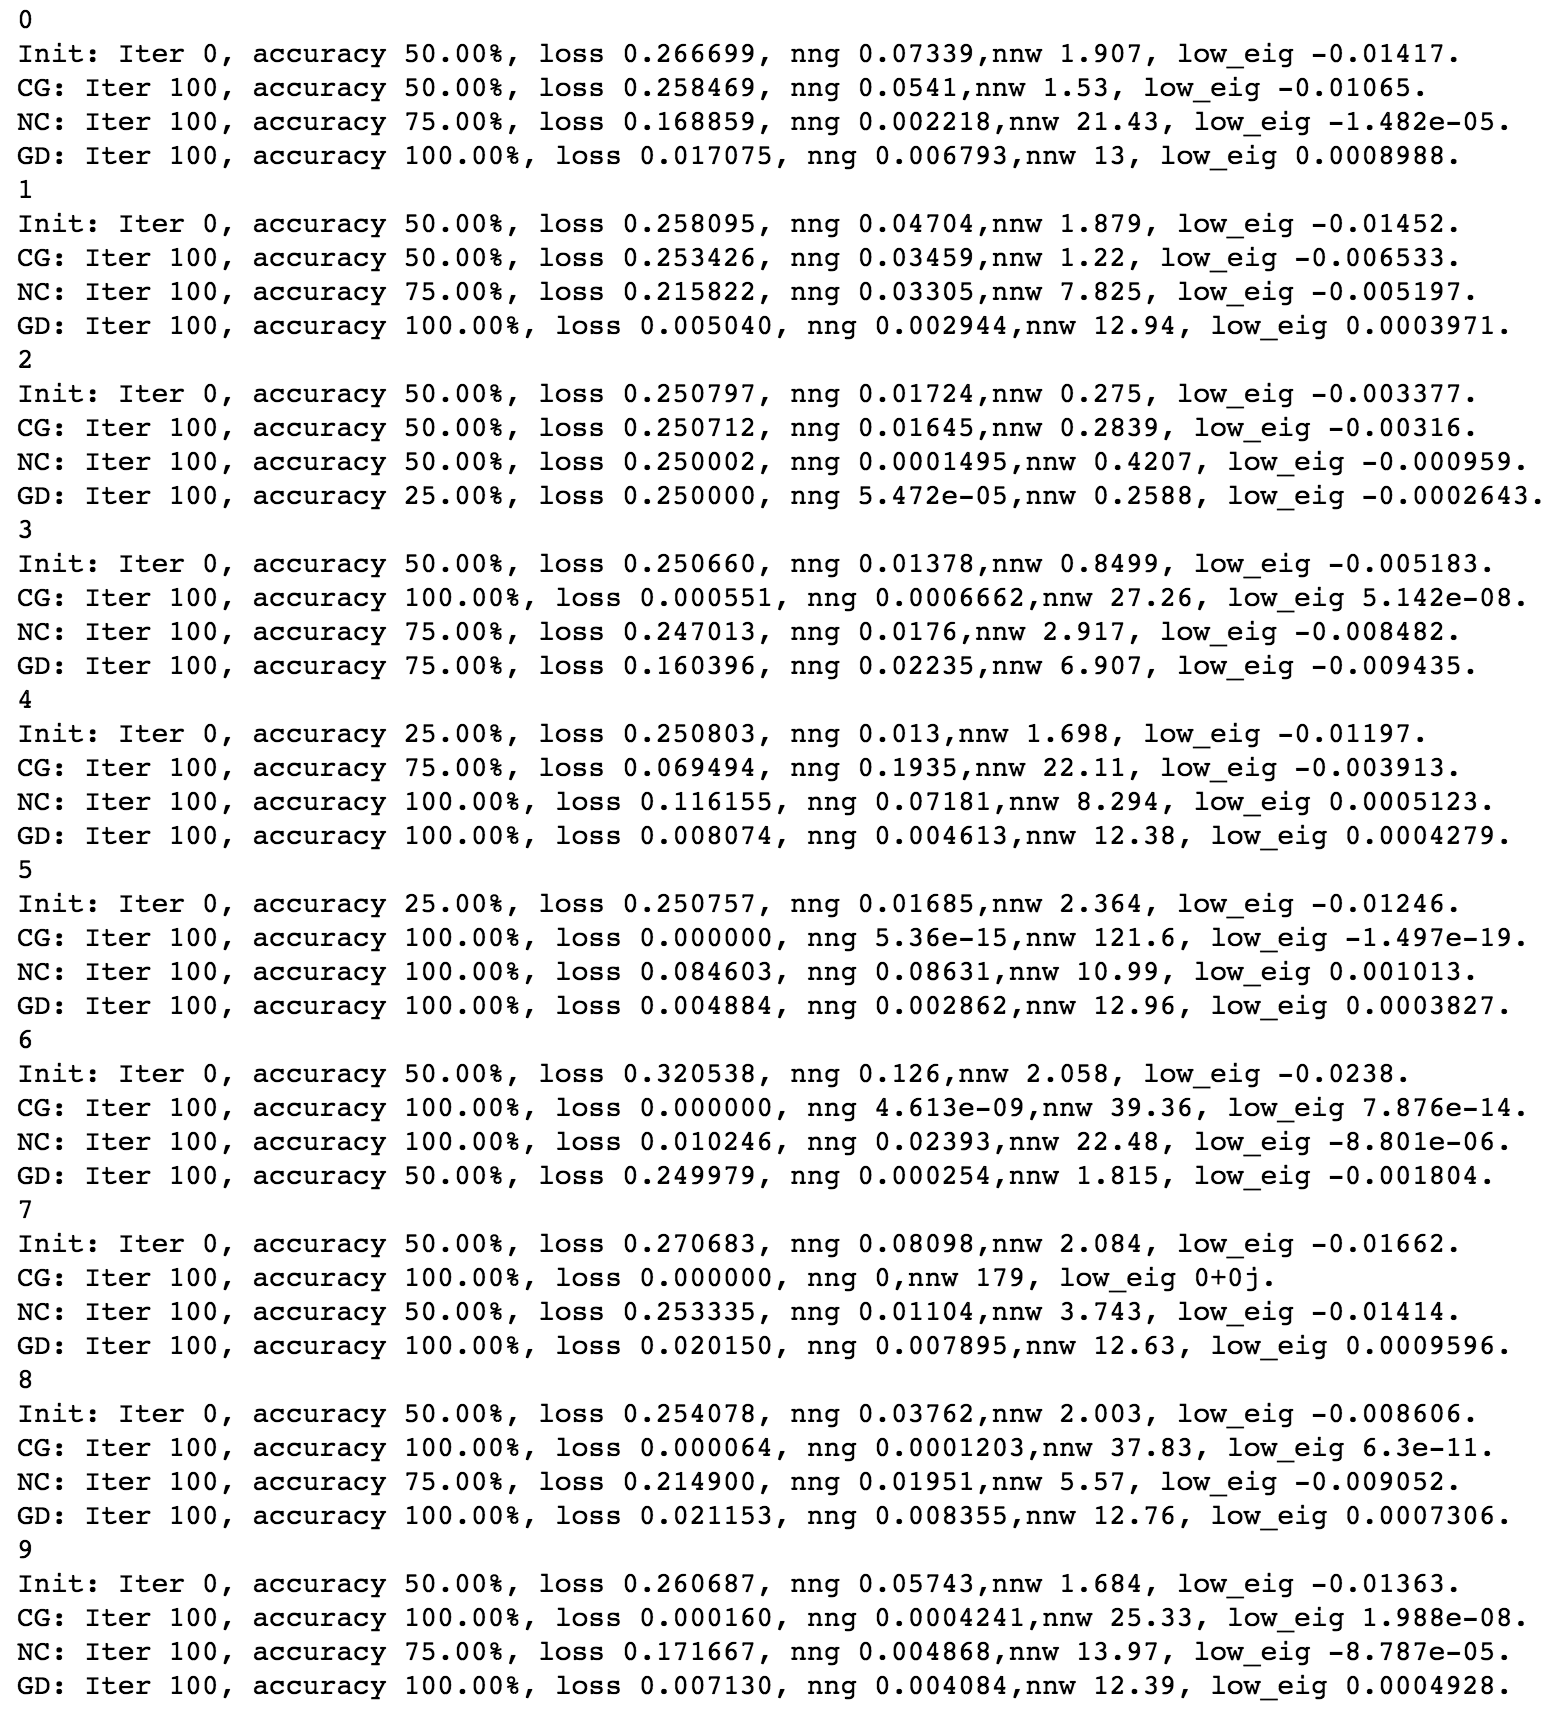 0
Init: Iter 0, accuracy 50.00%, loss 0.266699, nng 0.07339,nnw 1.907, low_eig -0.01417.
CG: Iter 100, accuracy 50.00%, loss 0.258469, nng 0.0541,nnw 1.53, low_eig -0.01065.
NC: Iter 100, accuracy 75.00%, loss 0.168859, nng 0.002218,nnw 21.43, low_eig -1.482e-05.
GD: Iter 100, accuracy 100.00%, loss 0.017075, nng 0.006793,nnw 13, low_eig 0.0008988.
1
Init: Iter 0, accuracy 50.00%, loss 0.258095, nng 0.04704,nnw 1.879, low_eig -0.01452.
CG: Iter 100, accuracy 50.00%, loss 0.253426, nng 0.03459,nnw 1.22, low_eig -0.006533.
NC: Iter 100, accuracy 75.00%, loss 0.215822, nng 0.03305,nnw 7.825, low_eig -0.005197.
GD: Iter 100, accuracy 100.00%, loss 0.005040, nng 0.002944,nnw 12.94, low_eig 0.0003971.
2
Init: Iter 0, accuracy 50.00%, loss 0.250797, nng 0.01724,nnw 0.275, low_eig -0.003377.
CG: Iter 100, accuracy 50.00%, loss 0.250712, nng 0.01645,nnw 0.2839, low_eig -0.00316.
NC: Iter 100, accuracy 50.00%, loss 0.250002, nng 0.0001495,nnw 0.4207, low_eig -0.000959.
GD: Iter 100, accuracy 25.00%, loss 0.250000, nng 5.472e-05,nnw 0.2588, low_eig -0.0002643.
3
Init: Iter 0, accuracy 50.00%, loss 0.250660, nng 0.01378,nnw 0.8499, low_eig -0.005183.
CG: Iter 100, accuracy 100.00%, loss 0.000551, nng 0.0006662,nnw 27.26, low_eig 5.142e-08.
NC: Iter 100, accuracy 75.00%, loss 0.247013, nng 0.0176,nnw 2.917, low_eig -0.008482.
GD: Iter 100, accuracy 75.00%, loss 0.160396, nng 0.02235,nnw 6.907, low_eig -0.009435.
4
Init: Iter 0, accuracy 25.00%, loss 0.250803, nng 0.013,nnw 1.698, low_eig -0.01197.
CG: Iter 100, accuracy 75.00%, loss 0.069494, nng 0.1935,nnw 22.11, low_eig -0.003913.
NC: Iter 100, accuracy 100.00%, loss 0.116155, nng 0.07181,nnw 8.294, low_eig 0.0005123.
GD: Iter 100, accuracy 100.00%, loss 0.008074, nng 0.004613,nnw 12.38, low_eig 0.0004279.
5
Init: Iter 0, accuracy 25.00%, loss 0.250757, nng 0.01685,nnw 2.364, low_eig -0.01246.
CG: Iter 100, accuracy 100.00%, loss 0.000000, nng 5.36e-15,nnw 121.6, low_eig -1.497e-19.
NC: Iter 100, accuracy 100.00%, loss 0.084603, nng 0.08631,nnw 10.99, low_eig 0.001013.
GD: Iter 100, accuracy 100.00%, loss 0.004884, nng 0.002862,nnw 12.96, low_eig 0.0003827.
6
Init: Iter 0, accuracy 50.00%, loss 0.320538, nng 0.126,nnw 2.058, low_eig -0.0238.
CG: Iter 100, accuracy 100.00%, loss 0.000000, nng 4.613e-09,nnw 39.36, low_eig 7.876e-14.
NC: Iter 100, accuracy 100.00%, loss 0.010246, nng 0.02393,nnw 22.48, low_eig -8.801e-06.
GD: Iter 100, accuracy 50.00%, loss 0.249979, nng 0.000254,nnw 1.815, low_eig -0.001804.
7
Init: Iter 0, accuracy 50.00%, loss 0.270683, nng 0.08098,nnw 2.084, low_eig -0.01662.
CG: Iter 100, accuracy 100.00%, loss 0.000000, nng 0,nnw 179, low_eig 0+0j.
NC: Iter 100, accuracy 50.00%, loss 0.253335, nng 0.01104,nnw 3.743, low_eig -0.01414.
GD: Iter 100, accuracy 100.00%, loss 0.020150, nng 0.007895,nnw 12.63, low_eig 0.0009596.
8
Init: Iter 0, accuracy 50.00%, loss 0.254078, nng 0.03762,nnw 2.003, low_eig -0.008606.
CG: Iter 100, accuracy 100.00%, loss 0.000064, nng 0.0001203,nnw 37.83, low_eig 6.3e-11.
NC: Iter 100, accuracy 75.00%, loss 0.214900, nng 0.01951,nnw 5.57, low_eig -0.009052.
GD: Iter 100, accuracy 100.00%, loss 0.021153, nng 0.008355,nnw 12.76, low_eig 0.0007306.
9
Init: Iter 0, accuracy 50.00%, loss 0.260687, nng 0.05743,nnw 1.684, low_eig -0.01363.
CG: Iter 100, accuracy 100.00%, loss 0.000160, nng 0.0004241,nnw 25.33, low_eig 1.988e-08.
NC: Iter 100, accuracy 75.00%, loss 0.171667, nng 0.004868,nnw 13.97, low_eig -8.787e-05.
GD: Iter 100, accuracy 100.00%, loss 0.007130, nng 0.004084,nnw 12.39, low_eig 0.0004928.